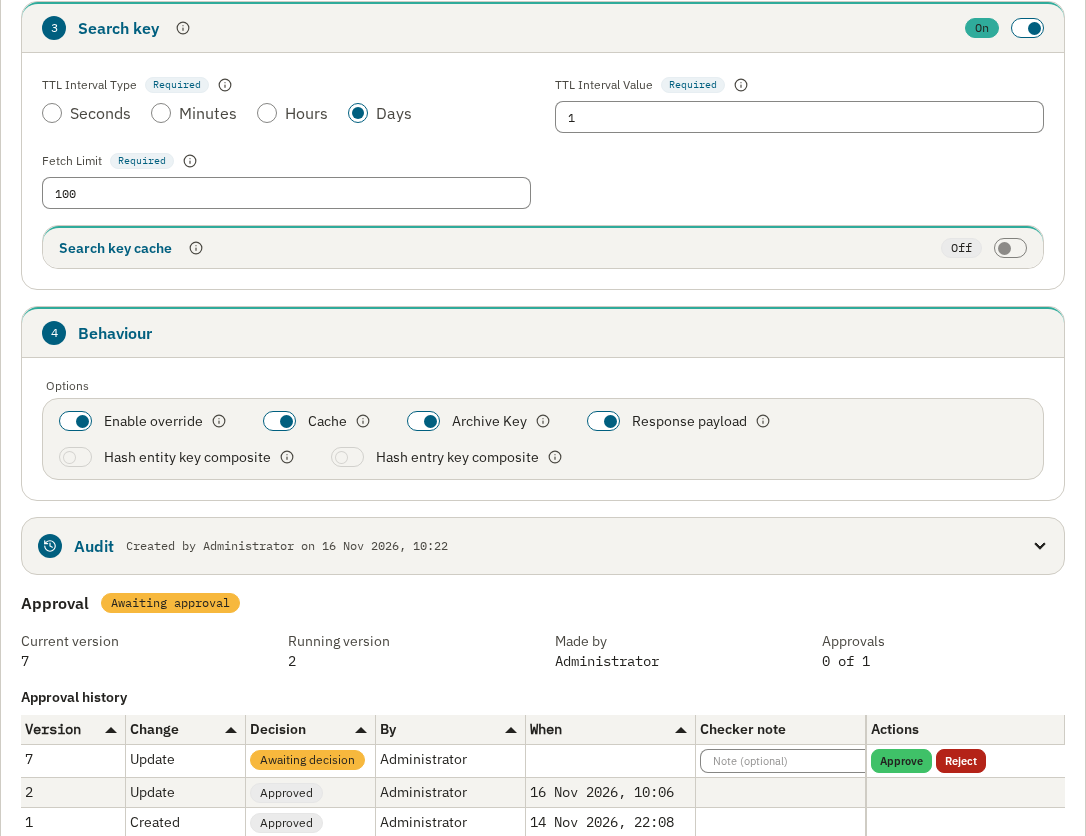 3 Search key On
TTL Interval Type Required TTL Interval Value Required
Seconds Minutes Hours Days 1
Fetch Limit Required
100
Search key cache Off
4 Behaviour
Options
Enable override Cache Archive Key Response payload
Hash entity key composite Hash entry key composite
Audit Created by Administrator on 16 Nov 2026, 10:22
Approval Awaiting approval
Current version Running version Made by Approvals
7 2 Administrator 0 of 1
Approval history
Version Change Decision By When Checker note Actions
7 Update Awaiting decision Administrator Note (optional) Approve Reject
2 Update Approved Administrator 16 Nov 2026, 10:06
1 Created Approved Administrator 14 Nov 2026, 22:08